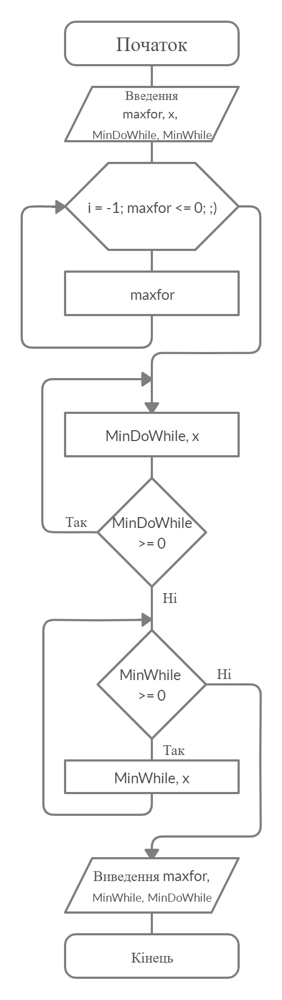 Початок
Введення
maxfor, x,
MinDoWhile, MinWhile
i = -1; maxfor <= 0; ;)
maxfor
MinDoWhile, x
Так
MinDoWhile
>= 0
Ні
MinWhile
>= 0
Ні
Так
MinWhile, x
Виведення maxfor,
MinWhile, MinDoWhile
Кінець